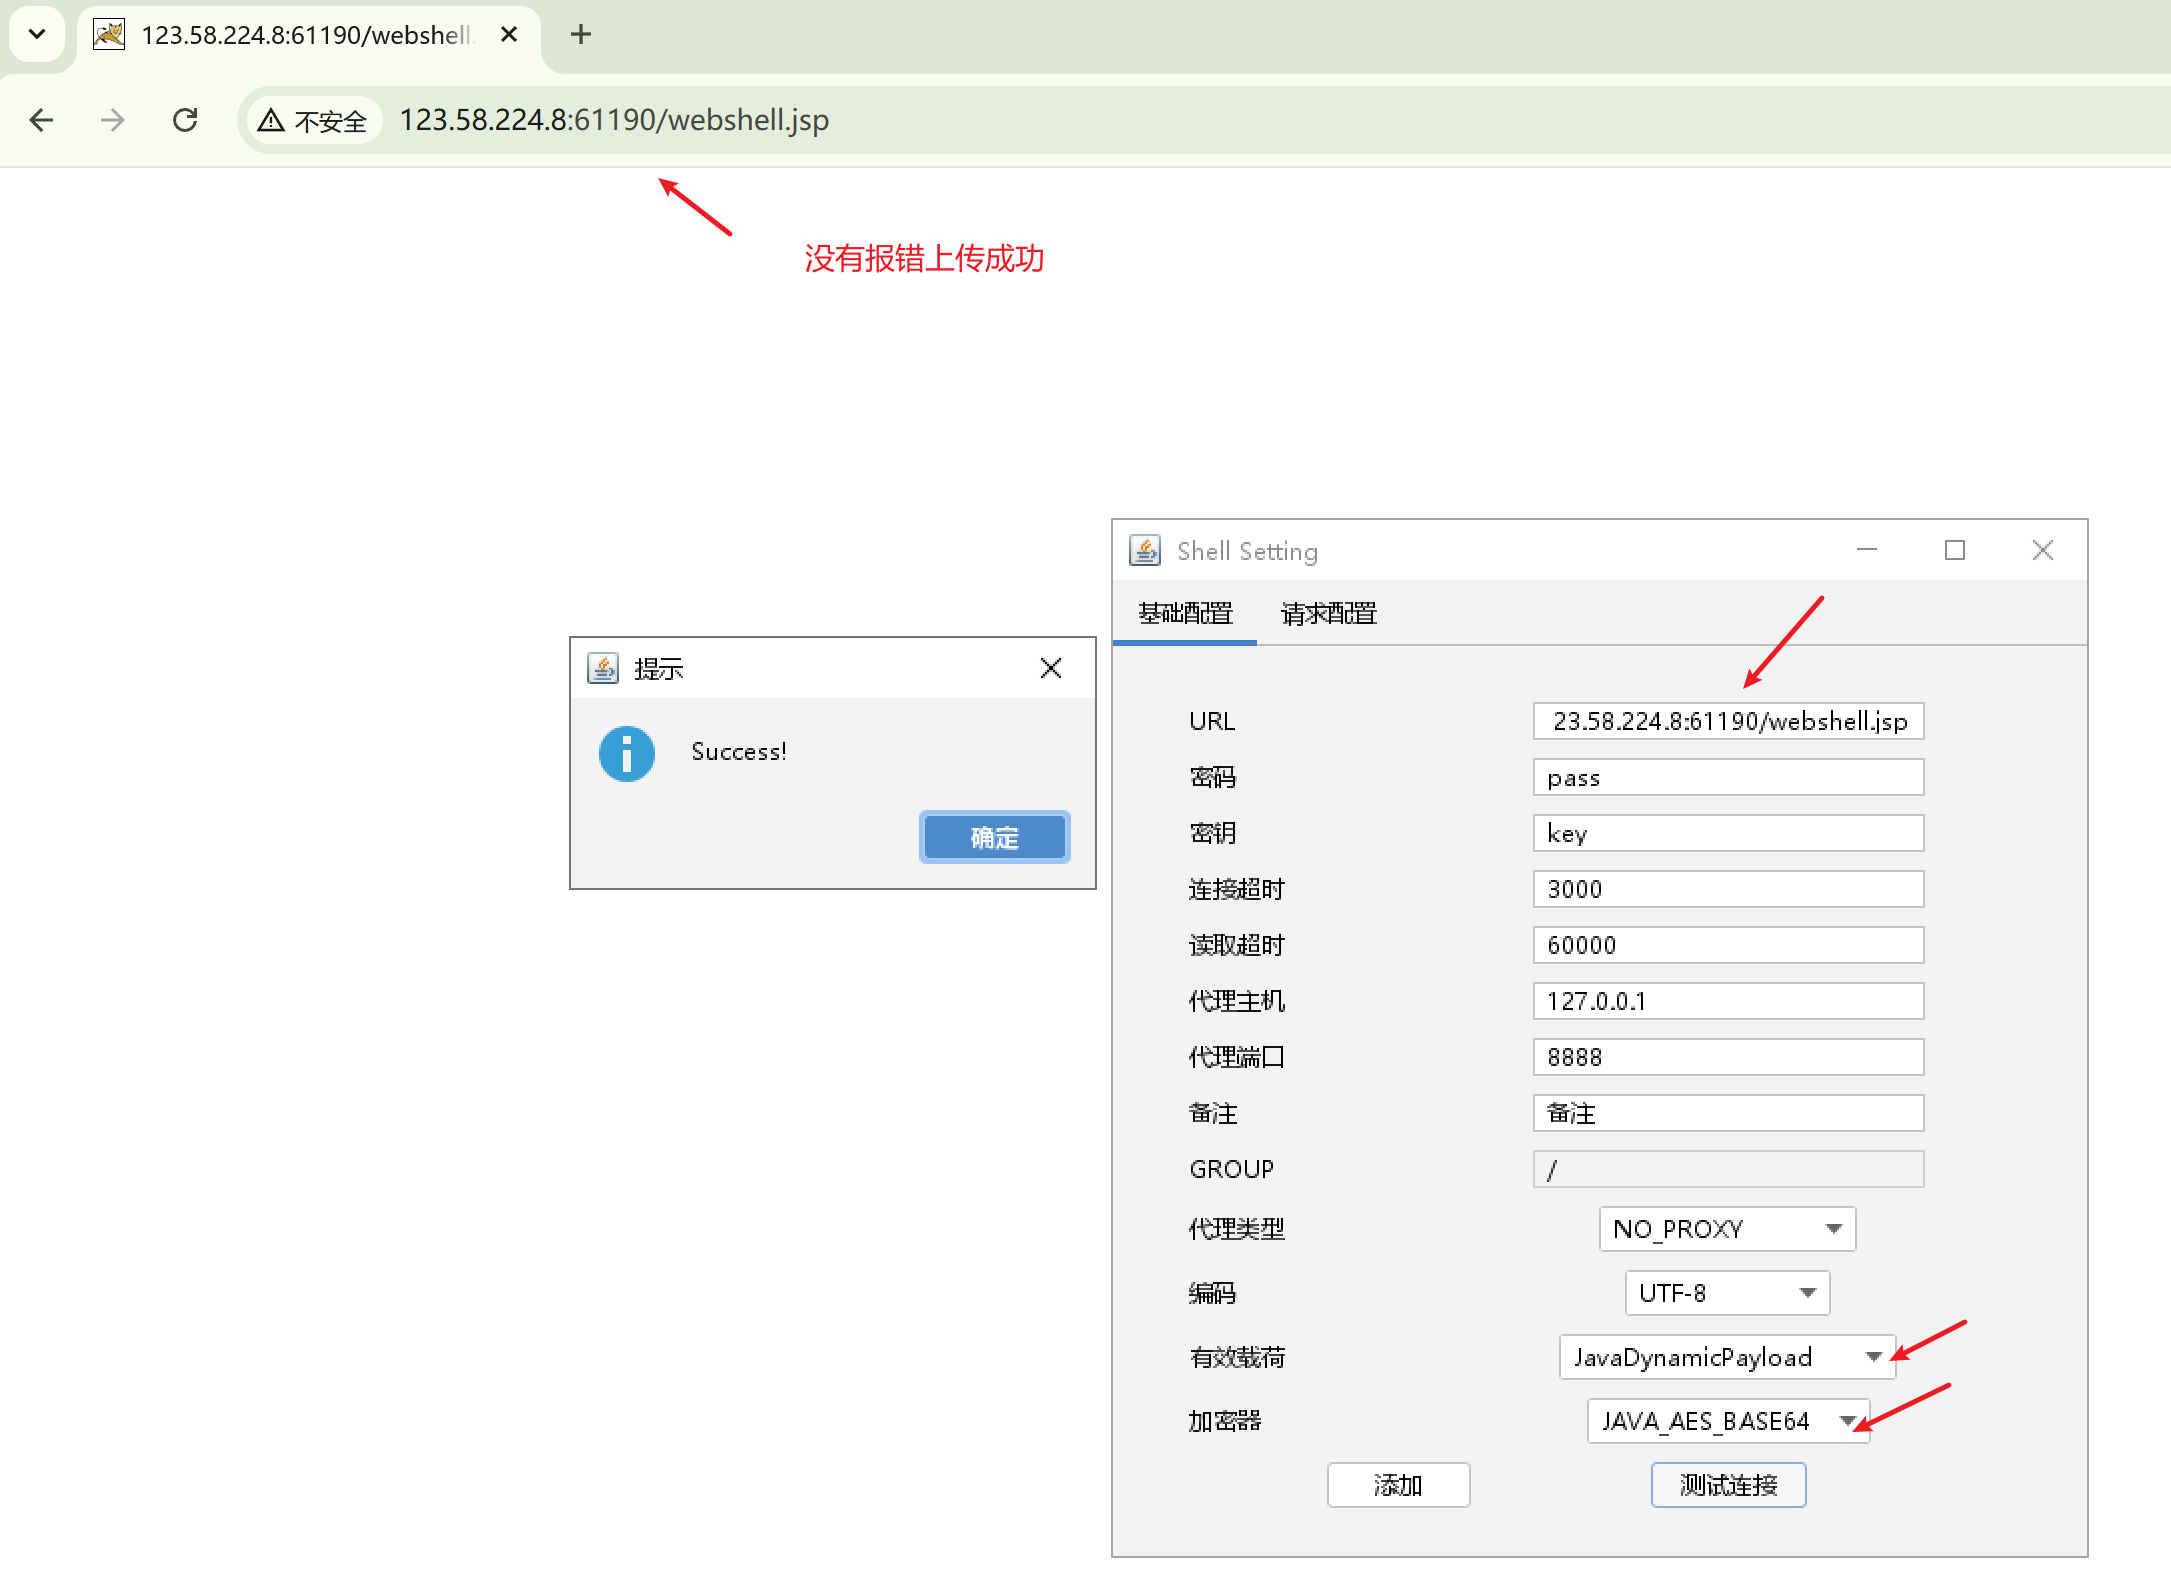 123.58.224.8:61190/webshell.
不安全
123.58.224.8:61190/webshell.jsp
没有报错上传成功
提示
Success!
确定
Shell Setting
基础配置 请求配置
URL 23.58.224.8:61190/webshell.jsp
密码 pass
密钥 key
连接超时 3000
读取超时 60000
代理主机 127.0.0.1
代理端口 8888
备注 备注
GROUP /
代理类型 NO_PROXY
编码 UTF-8
有效载荷 JavaDynamicPayload
加密器 JAVA_AES_BASE64
添加 测试连接